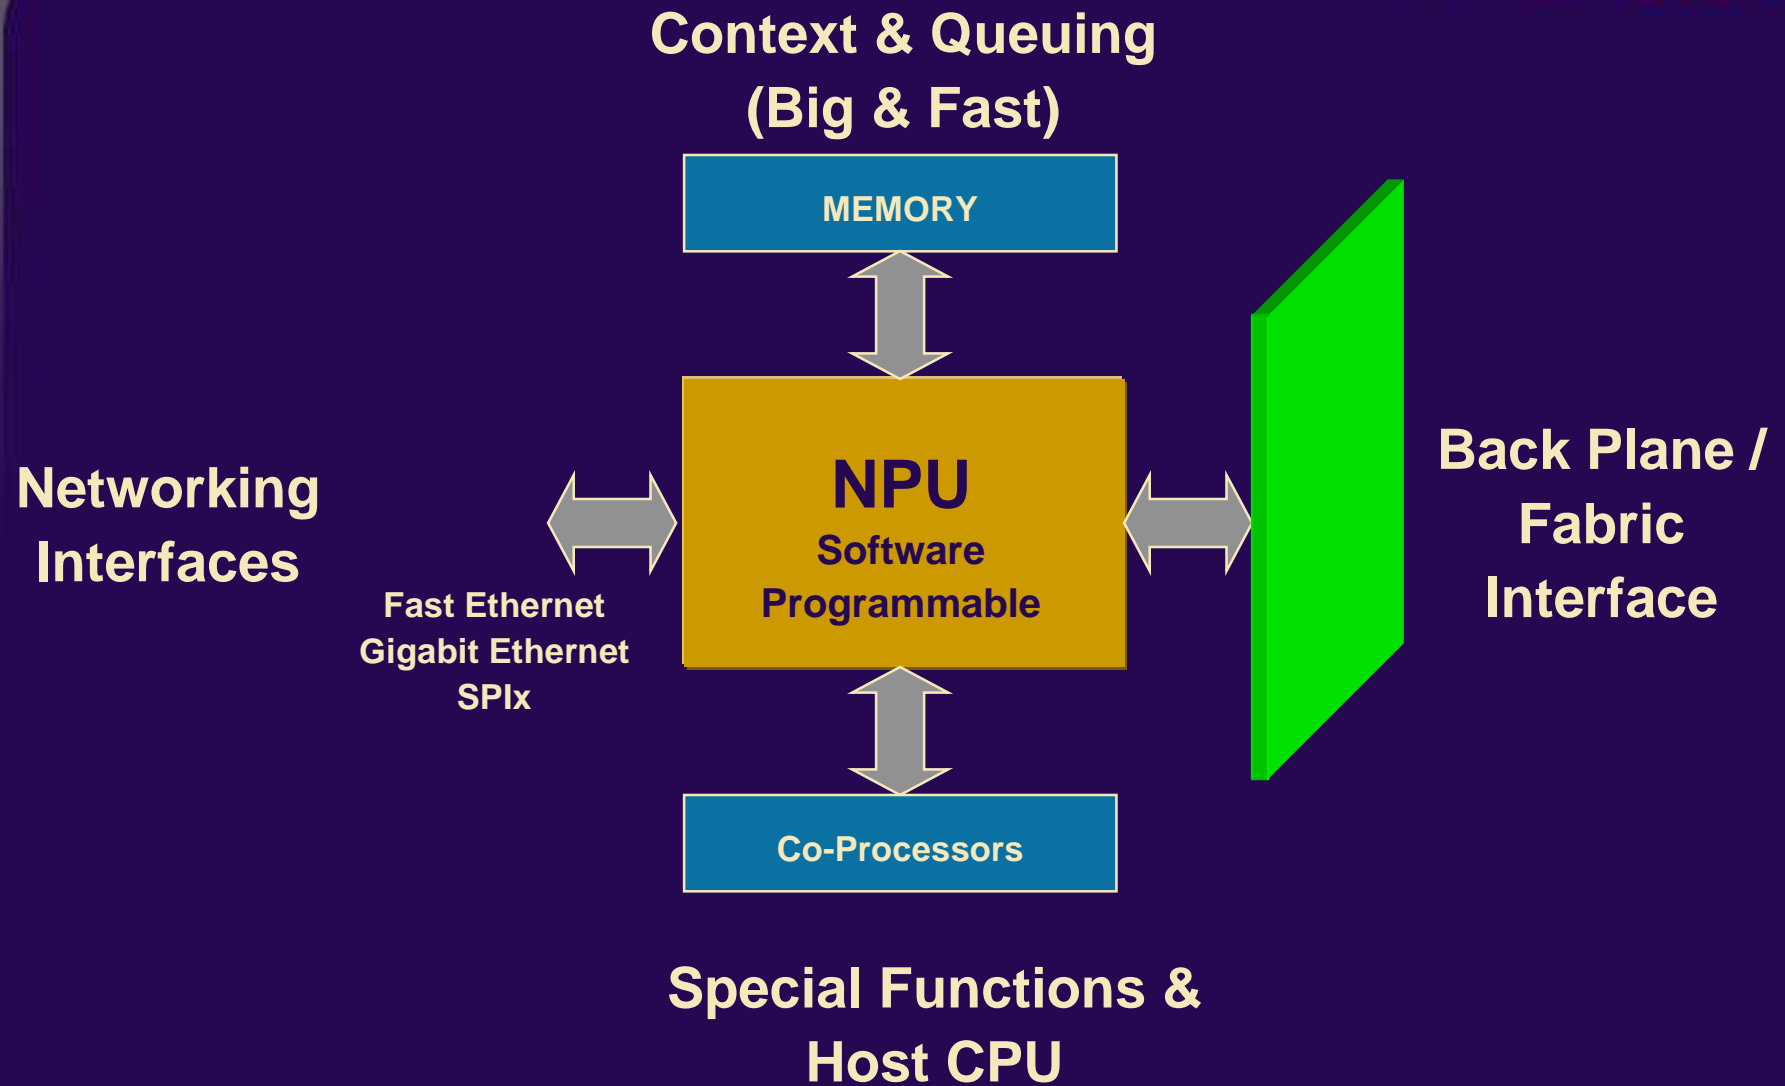 Context & Queuing
(Big & Fast)
MEMORY
Networking
Interfaces
Fast Ethernet
Gigabit Ethernet
SPIx
NPU
Software
Programmable
Back Plane /
Fabric
Interface
Co-Processors
Special Functions &
Host CPU